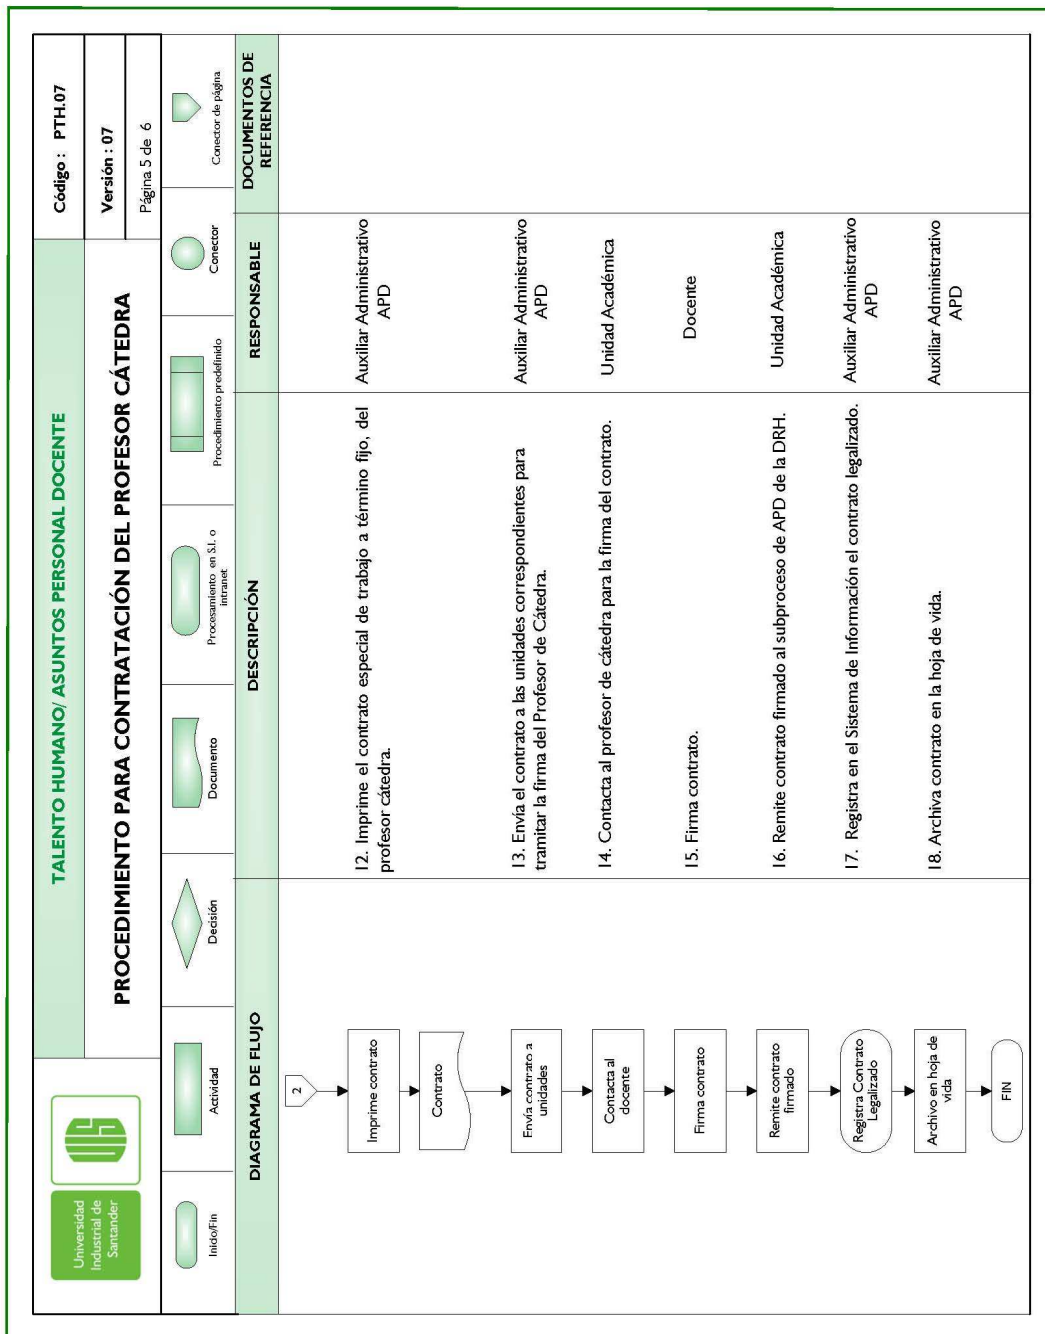 Universidad
Industrial de
Santander
TALENTO HUMANO/ ASUNTOS PERSONAL DOCENTE
PROCEDIMIENTO PARA CONTRATACIÓN DEL PROFESOR CÁTEDRA
Código : PTH.07
Versión : 07
Página 5 de 6
Inicio/Fin
Actividad
Decisión
Documento
Procesamiento en S.I. o
intranet
Procedimiento predefinido
Conector
Conector de página
DIAGRAMA DE FLUJO
DESCRIPCIÓN
RESPONSABLE
DOCUMENTOS DE
REFERENCIA
2
Imprime contrato
Contrato
Envía contrato a
unidades
Contacta al
docente
Firma contrato
Remite contrato
firmado
Registra Contrato
Legalizado
Archivo en hoja de
vida
FIN
12. Imprime el contrato especial de trabajo a término fijo, del
profesor cátedra.
Auxiliar Administrativo
APD
13. Envía el contrato a las unidades correspondientes para
tramitar la firma del Profesor de Cátedra.
Auxiliar Administrativo
APD
14. Contacta al profesor de cátedra para la firma del contrato.
Unidad Académica
15. Firma contrato.
Docente
16. Remite contrato firmado al subproceso de APD de la DRH.
Unidad Académica
17. Registra en el Sistema de Información el contrato legalizado.
Auxiliar Administrativo
APD
18. Archiva contrato en la hoja de vida.
Auxiliar Administrativo
APD